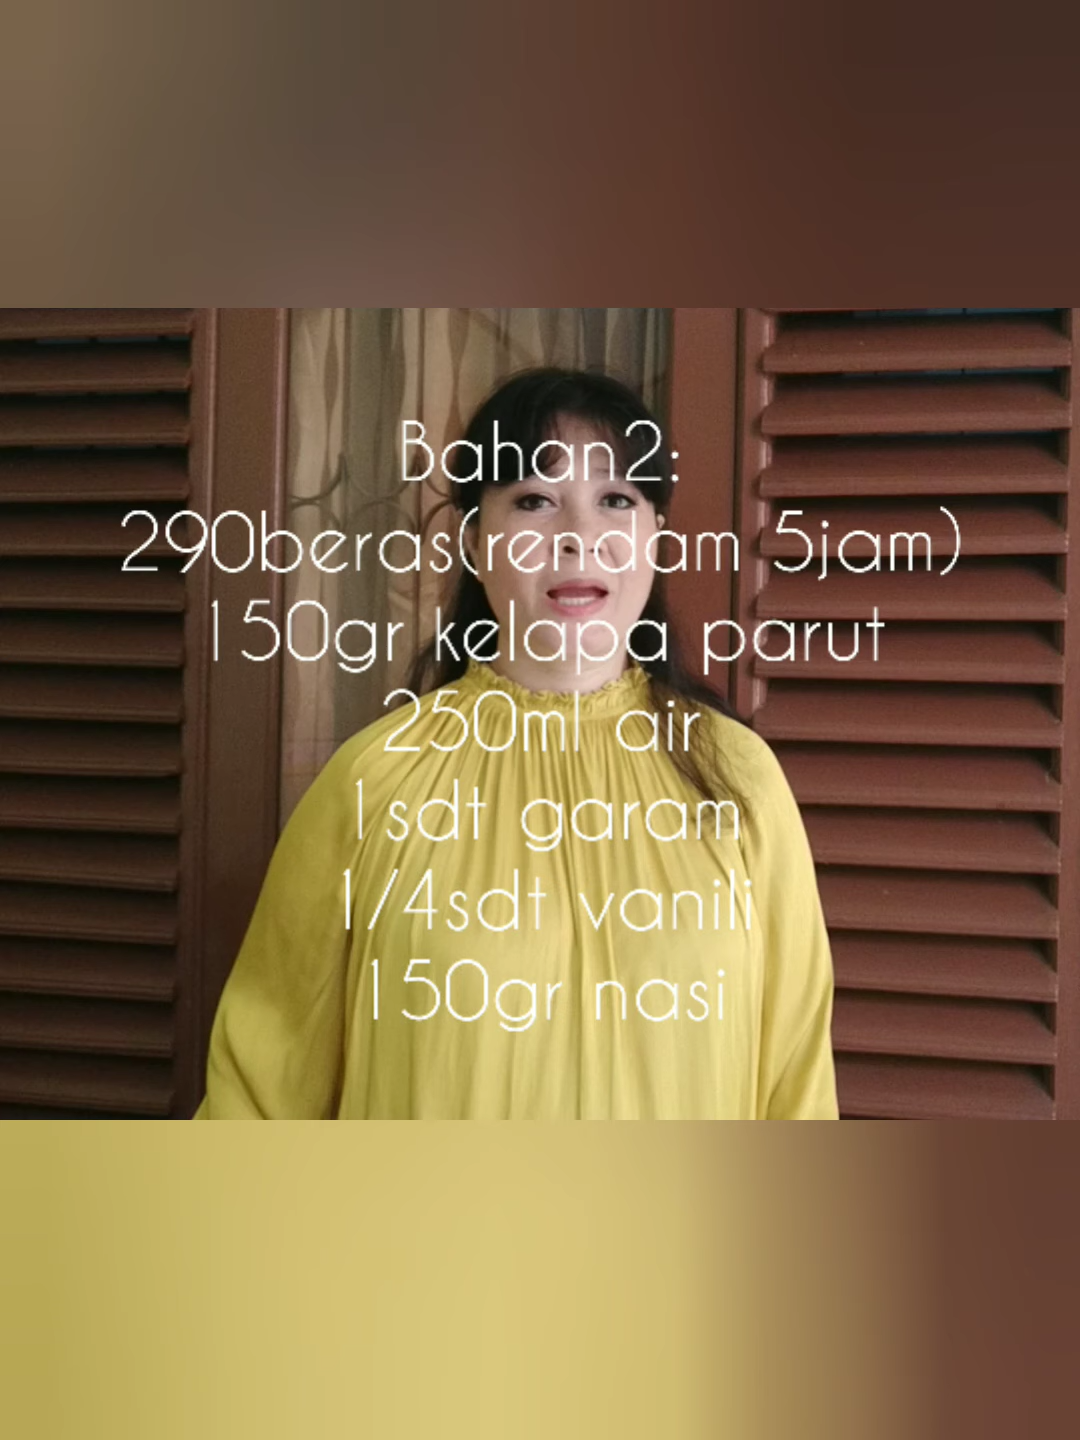 Bahan2:
290beras(rendam 5jam)
150gr kelapa parut
250ml air
1sdt garam
1/4sdt vanili
150gr nasi